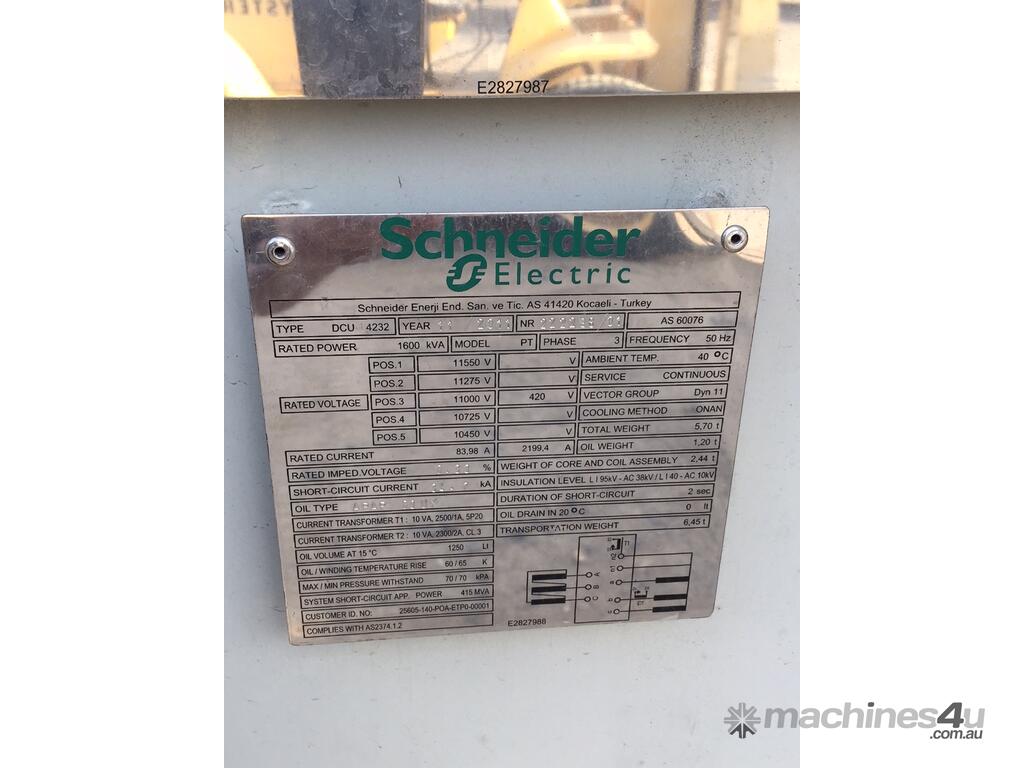 YSTEM
E2827987
Schneider
Electric
Schneider Enerji End. San. ve Tic. AS 41420 Kocaeli - Turkey
TYPE DCU 4232 YEAR 11 / 2011 NR AS 60076
RATED POWER 1600 kVA MODEL PT PHASE 3 FREQUENCY 50 Hz
RATED VOLTAGE
POS.1 11550 V V
POS.2 11275 V V
POS.3 11000 V 420 V
POS.4 10725 V V
POS.5 10450 V V
RATED CURRENT 83,98 A 2199,4 A
RATED IMPED.VOLTAGE %
SHORT-CIRCUIT CURRENT kA
OIL TYPE
CURRENT TRANSFORMER T1 : 10 VA, 2500/1A, 5P20
CURRENT TRANSFORMER T2 : 10 VA, 2300/2A, CL.3
OIL VOLUME AT 15 °C 1250 Lt
OIL / WINDING TEMPERATURE RISE 60 / 65 K
MAX / MIN PRESSURE WITHSTAND 70 / 70 kPA
SYSTEM SHORT-CIRCUIT APP. POWER 415 MVA
CUSTOMER ID. NO: 25605-140-POA-ETP0-00001
COMPLIES WITH AS2374.1.2
AMBIENT TEMP. 40 °C
SERVICE CONTINUOUS
VECTOR GROUP Dyn 11
COOLING METHOD ONAN
TOTAL WEIGHT 5,70 t
OIL WEIGHT 1,20 t
WEIGHT OF CORE AND COIL ASSEMBLY 2,44 t
INSULATION LEVEL L I 95kV - AC 38kV / L I 40 - AC 10kV
DURATION OF SHORT-CIRCUIT 2 sec
OIL DRAIN IN 20 °C 0 lt
TRANSPORTATION WEIGHT 6,45 t
A
B
C
a
b
c
T1
E2827988
machines4u
.com.au